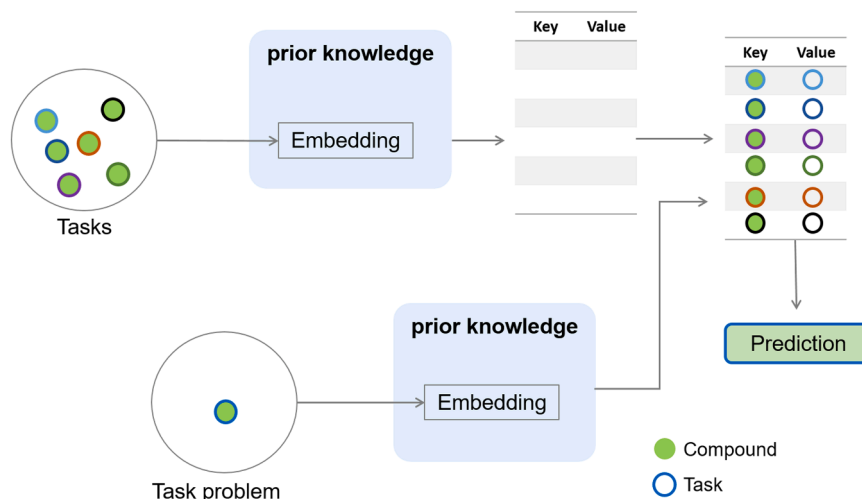 Key Value
prior knowledge
Key Value
Embedding
Tasks
prior knowledge
Prediction
Embedding
Compound
Task problem
Task